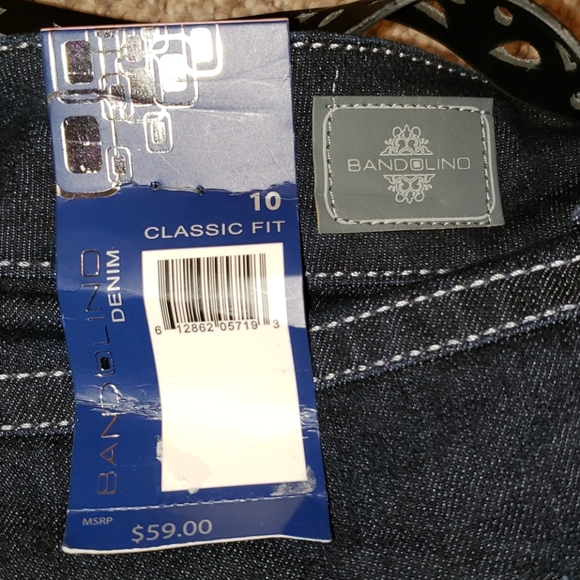 10
CLASSIC FIT
BANDOLINO
DENIM
6 12862 05719 3
MSRP
$59.00
BANDOLINO